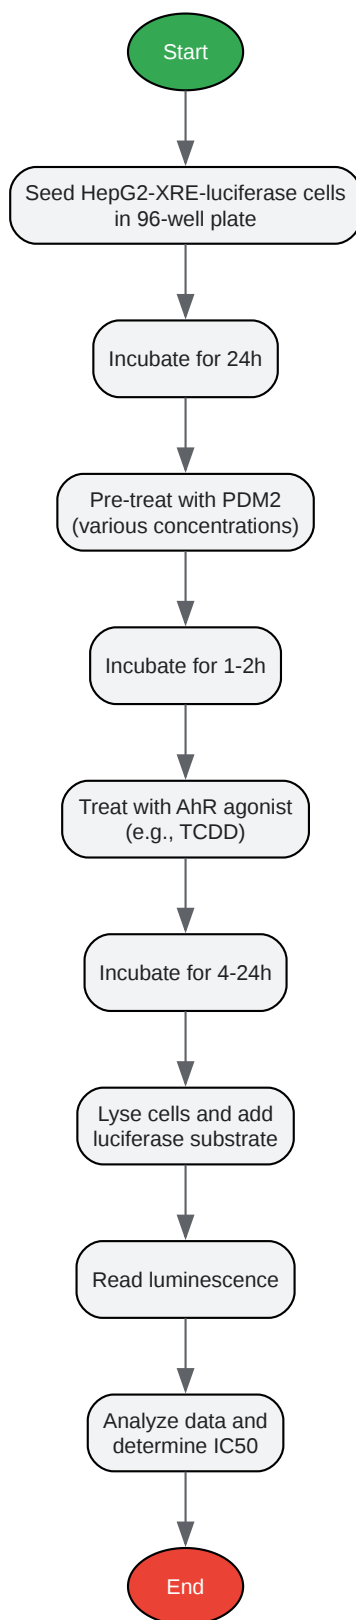 Start
Seed HepG2-XRE-luciferase cells
in 96-well plate
Incubate for 24h
Pre-treat with PDM2
(various concentrations)
Incubate for 1-2h
Treat with AhR agonist
(e.g., TCDD)
Incubate for 4-24h
Lyse cells and add
luciferase substrate
Read luminescence
Analyze data and
determine IC50
End